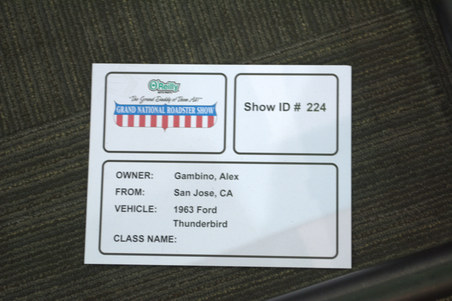 O'Reilly
"The Grand Daddy of Them All"
GRAND NATIONAL ROADSTER SHOW
Show ID # 224
OWNER: Gambino, Alex
FROM: San Jose, CA
VEHICLE: 1963 Ford
Thunderbird
CLASS NAME: